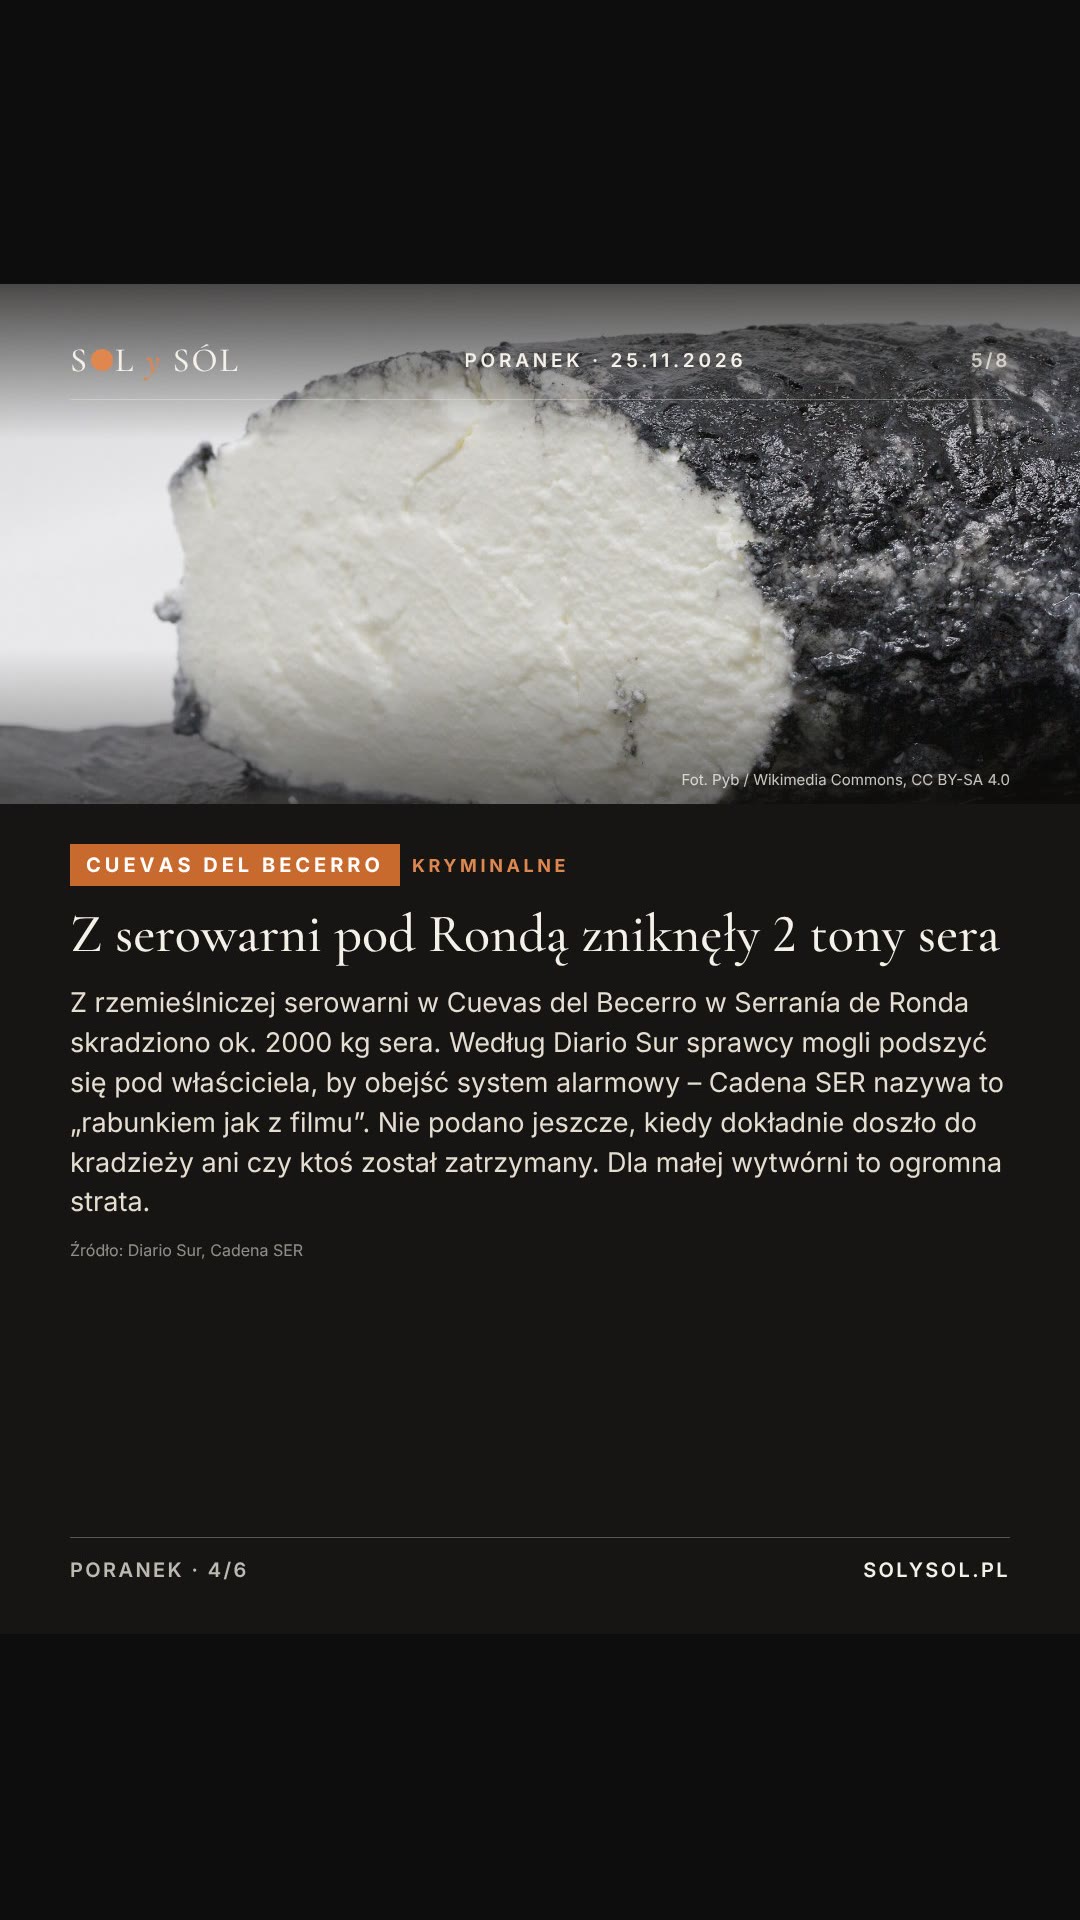 SOL y SÓL
PORANEK · 25.11.2026
5/8
Fot. Pyb / Wikimedia Commons, CC BY-SA 4.0
CUEVAS DEL BECERRO
KRYMINALNE
Z serowarni pod Rondą zniknęły 2 tony sera
Z rzemieślniczej serowarni w Cuevas del Becerro w Serranía de Ronda
skradziono ok. 2000 kg sera. Według Diario Sur sprawcy mogli podszyć
się pod właściciela, by obejść system alarmowy – Cadena SER nazywa to
„rabunkiem jak z filmu”. Nie podano jeszcze, kiedy dokładnie doszło do
kradzieży ani czy ktoś został zatrzymany. Dla małej wytwórni to ogromna
strata.
Źródło: Diario Sur, Cadena SER
PORANEK · 4/6
SOLYSOL.PL